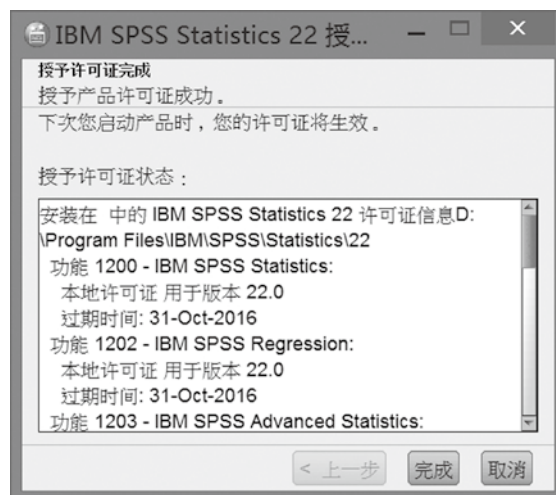 IBM SPSS Statistics 22 授...
授予许可证完成
授予产品许可证成功。
下次您启动产品时，您的许可证将生效。
授予许可证状态：
安装在 中的 IBM SPSS Statistics 22 许可证信息D:
\Program Files\IBM\SPSS\Statistics\22
功能 1200 - IBM SPSS Statistics:
本地许可证 用于版本 22.0
过期时间: 31-Oct-2016
功能 1202 - IBM SPSS Regression:
本地许可证 用于版本 22.0
过期时间: 31-Oct-2016
功能 1203 - IBM SPSS Advanced Statistics:
< 上一步 完成 取消